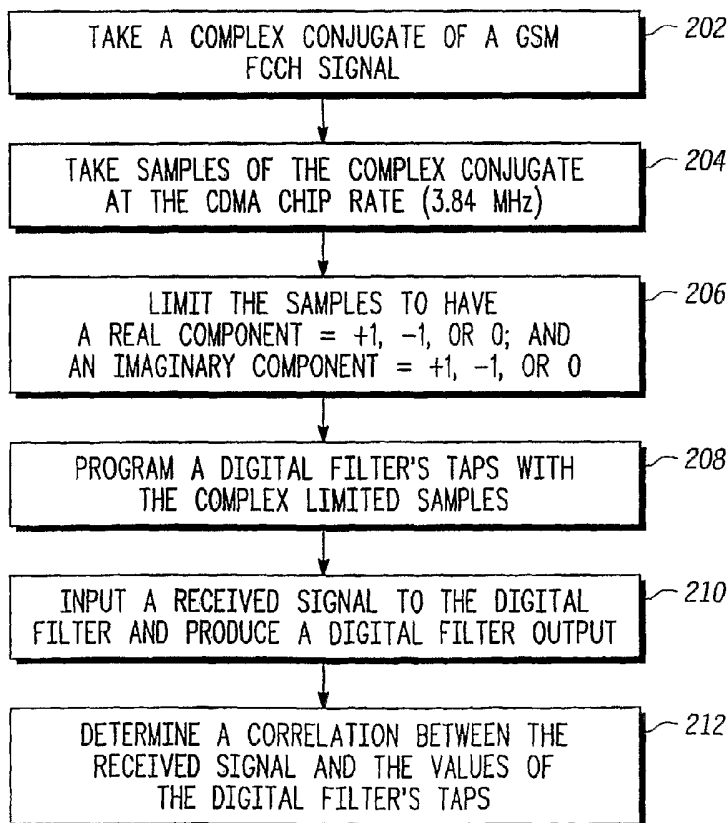 TAKE A COMPLEX CONJUGATE OF A GSM
FCCH SIGNAL
202
TAKE SAMPLES OF THE COMPLEX CONJUGATE
AT THE CDMA CHIP RATE (3.84 MHz)
204
LIMIT THE SAMPLES TO HAVE
A REAL COMPONENT = +1, -1, OR 0; AND
AN IMAGINARY COMPONENT = +1, -1, OR 0
206
PROGRAM A DIGITAL FILTER'S TAPS WITH
THE COMPLEX LIMITED SAMPLES
208
INPUT A RECEIVED SIGNAL TO THE DIGITAL
FILTER AND PRODUCE A DIGITAL FILTER OUTPUT
210
DETERMINE A CORRELATION BETWEEN THE
RECEIVED SIGNAL AND THE VALUES OF
THE DIGITAL FILTER'S TAPS
212